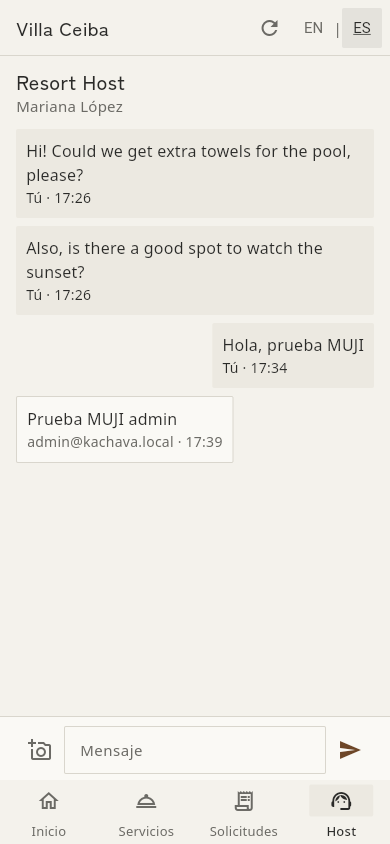 Villa Ceiba
EN | ES
Resort Host
Mariana López
Hi! Could we get extra towels for the pool,
please?
Tú · 17:26
Also, is there a good spot to watch the
sunset?
Tú · 17:26
Hola, prueba MUJI
Tú · 17:34
Prueba MUJI admin
admin@kachava.local · 17:39
Mensaje
Inicio
Servicios
Solicitudes
Host